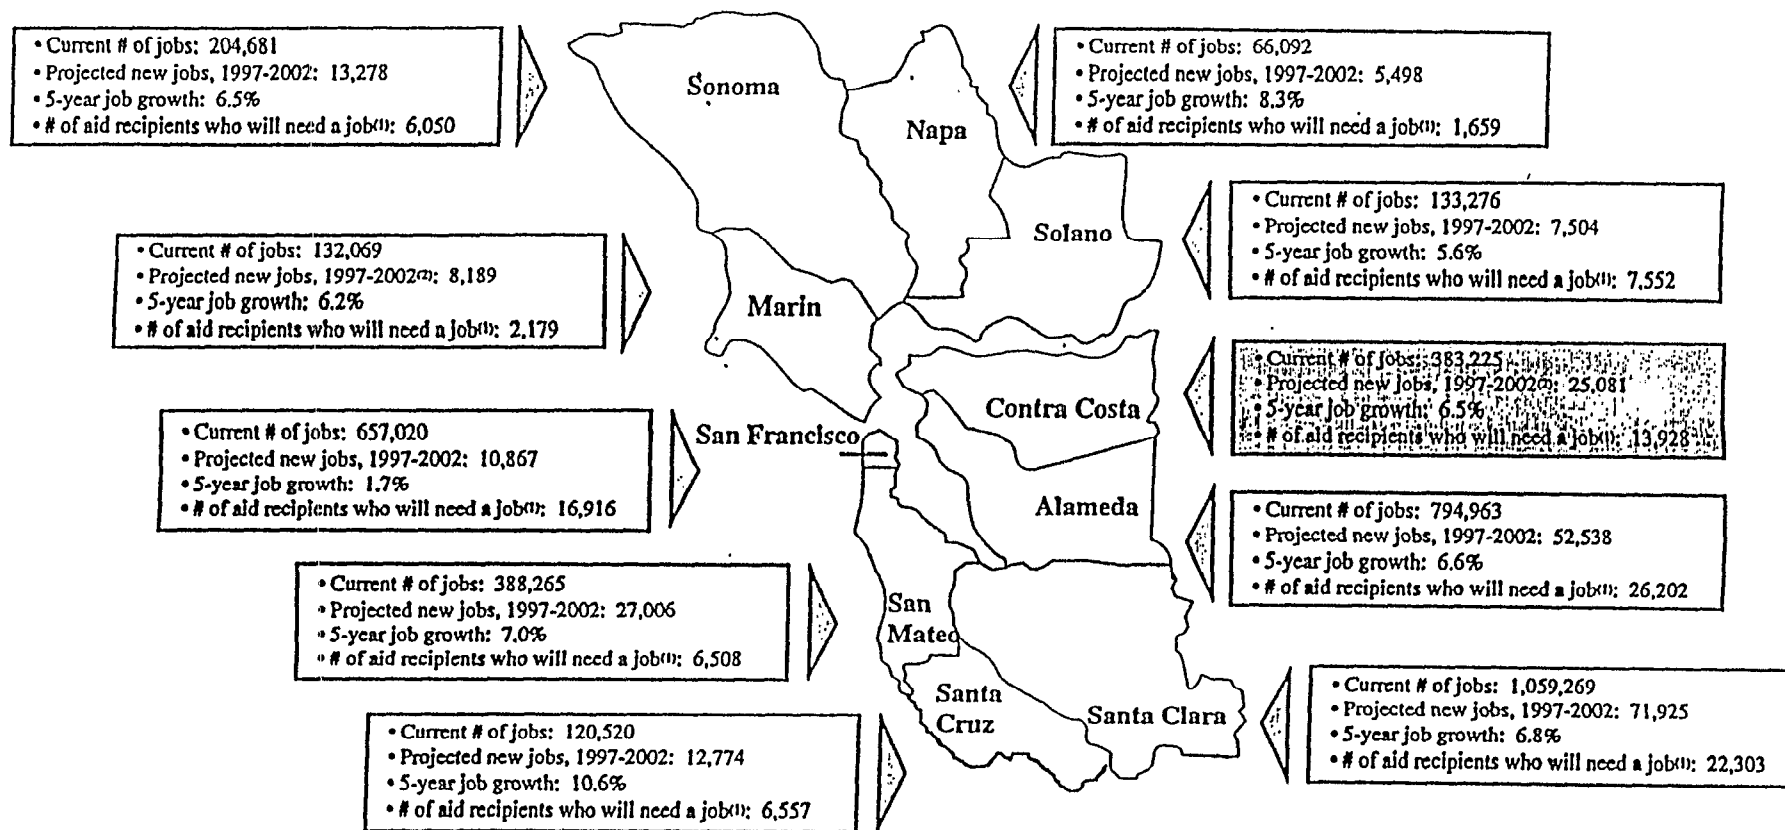 • Current # of jobs: 204,681
• Projected new jobs, 1997-2002: 13,278
• 5-year job growth: 6.5%
• # of aid recipients who will need a job(1): 6,050
• Current # of jobs: 66,092
• Projected new jobs, 1997-2002: 5,498
• 5-year job growth: 8.3%
• # of aid recipients who will need a job(1): 1,659
Sonoma
Napa
• Current # of jobs: 132,069
• Projected new jobs, 1997-2002(2): 8,189
• 5-year job growth: 6.2%
• # of aid recipients who will need a job(1): 2,179
Marin
Solano
• Current # of jobs: 133,276
• Projected new jobs, 1997-2002: 7,504
• 5-year job growth: 5.6%
• # of aid recipients who will need a job(1): 7,552
• Current # of jobs: 383,225
• Projected new jobs, 1997-2002(2): 25,081
• 5-year job growth: 6.5%
• # of aid recipients who will need a job(1): 13,928
Contra Costa
• Current # of jobs: 657,020
• Projected new jobs, 1997-2002: 10,867
• 5-year job growth: 1.7%
• # of aid recipients who will need a job(1): 16,916
San Francisco
Alameda
• Current # of jobs: 794,963
• Projected new jobs, 1997-2002: 52,538
• 5-year job growth: 6.6%
• # of aid recipients who will need a job(1): 26,202
• Current # of jobs: 388,265
• Projected new jobs, 1997-2002: 27,006
• 5-year job growth: 7.0%
• # of aid recipients who will need a job(1): 6,508
San
Mateo
Santa
Cruz
Santa Clara
• Current # of jobs: 1,059,269
• Projected new jobs, 1997-2002: 71,925
• 5-year job growth: 6.8%
• # of aid recipients who will need a job(1): 22,303
• Current # of jobs: 120,520
• Projected new jobs, 1997-2002: 12,774
• 5-year job growth: 10.6%
• # of aid recipients who will need a job(1): 6,557